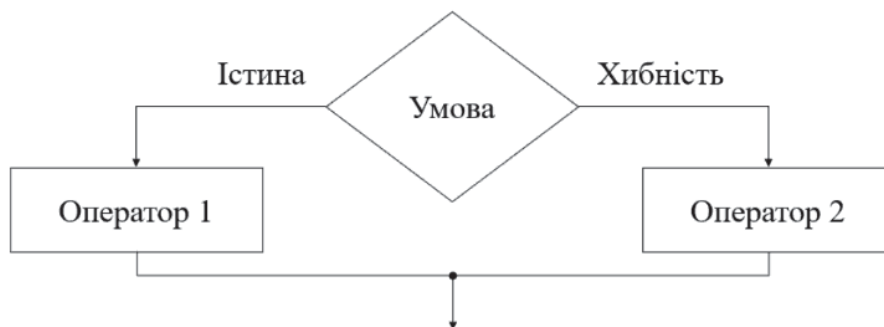 Істина
Хибність
Умова
Оператор 1
Оператор 2